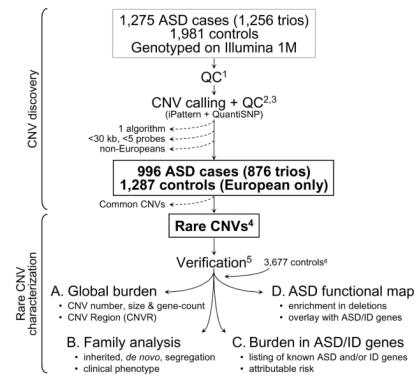 1,275 ASD cases (1,256 trios)
1,981 controls
Genotyped on Illumina 1M
QC1
CNV calling + QC2,3
(iPattern + QuantiSNP)
1 algorithm
<30 kb, <5 probes
non-Europeans
996 ASD cases (876 trios)
1,287 controls (European only)
Common CNVs
Rare CNVs4
Verification5
3,677 controls6
A. Global burden
• CNV number, size & gene-count
• CNV Region (CNVR)
D. ASD functional map
• enrichment in deletions
• overlay with ASD/ID genes
B. Family analysis
• inherited, de novo, segregation
• clinical phenotype
C. Burden in ASD/ID genes
• listing of known ASD and/or ID genes
• attributable risk
CNV discovery
Rare CNV
characterization